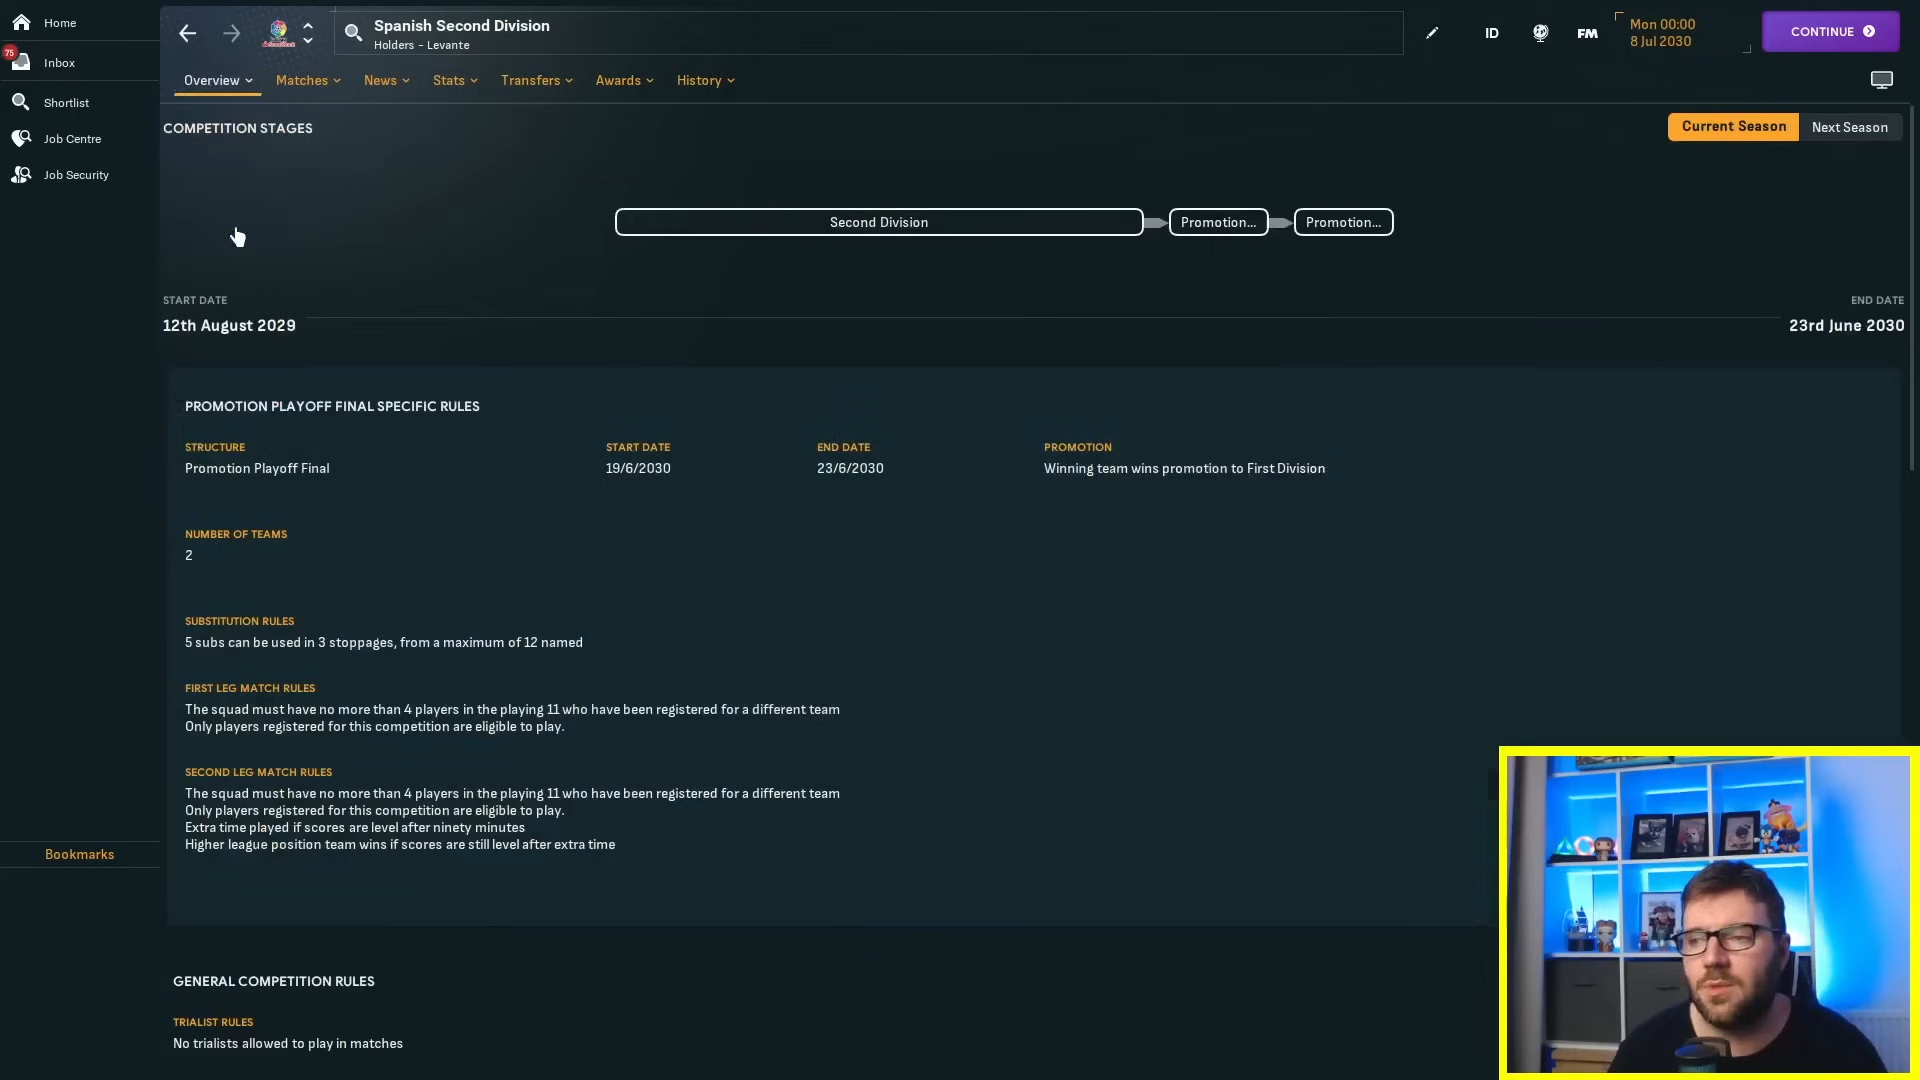 Home
75
Inbox
Shortlist
Job Centre
Job Security
Bookmarks
Spanish Second Division
Holders - Levante
ID
FM
Mon 00:00
8 Jul 2030
CONTINUE
Overview
Matches
News
Stats
Transfers
Awards
History
COMPETITION STAGES
Current Season
Next Season
Second Division
Promotion...
Promotion...
START DATE
12th August 2029
END DATE
23rd June 2030
PROMOTION PLAYOFF FINAL SPECIFIC RULES
STRUCTURE
Promotion Playoff Final
START DATE
19/6/2030
END DATE
23/6/2030
PROMOTION
Winning team wins promotion to First Division
NUMBER OF TEAMS
2
SUBSTITUTION RULES
5 subs can be used in 3 stoppages, from a maximum of 12 named
FIRST LEG MATCH RULES
The squad must have no more than 4 players in the playing 11 who have been registered for a different team
Only players registered for this competition are eligible to play.
SECOND LEG MATCH RULES
The squad must have no more than 4 players in the playing 11 who have been registered for a different team
Only players registered for this competition are eligible to play.
Extra time played if scores are level after ninety minutes
Higher league position team wins if scores are still level after extra time
GENERAL COMPETITION RULES
TRIALIST RULES
No trialists allowed to play in matches